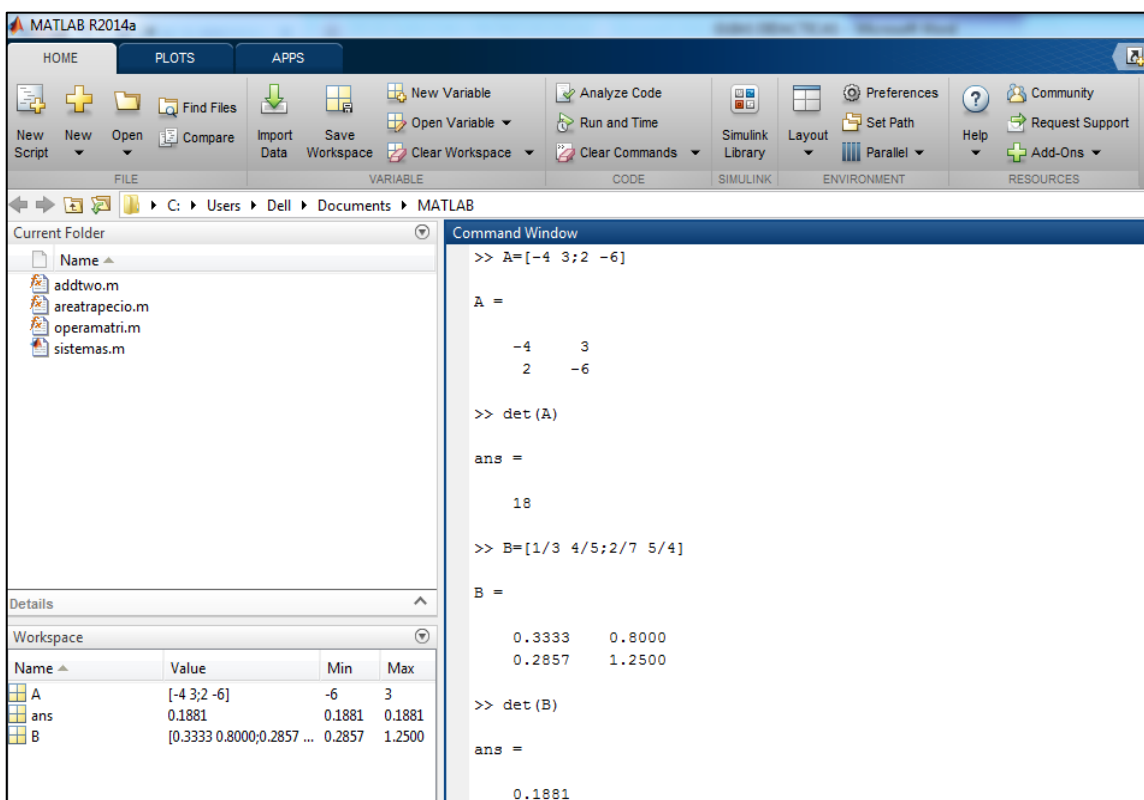 MATLAB R2014a
HOME PLOTS APPS
New Script
New
Open
Find Files
Compare
FILE
Import Data
Save Workspace
New Variable
Open Variable
Clear Workspace
VARIABLE
Analyze Code
Run and Time
Clear Commands
CODE
Simulink Library
SIMULINK
Layout
Preferences
Set Path
Parallel
ENVIRONMENT
Help
Community
Request Support
Add-Ons
RESOURCES
C: Users Dell Documents MATLAB
Current Folder
Name
addtwo.m
areatrapecio.m
operamatri.m
sistemas.m
Details
Workspace
Name Value Min Max
A [-4 3;2 -6] -6 3
ans 0.1881 0.1881 0.1881
B [0.3333 0.8000;0.2857 ... 0.2857 1.2500
Command Window
>> A=[-4 3;2 -6]
A =
-4 3
2 -6
>> det(A)
ans =
18
>> B=[1/3 4/5;2/7 5/4]
B =
0.3333 0.8000
0.2857 1.2500
>> det(B)
ans =
0.1881